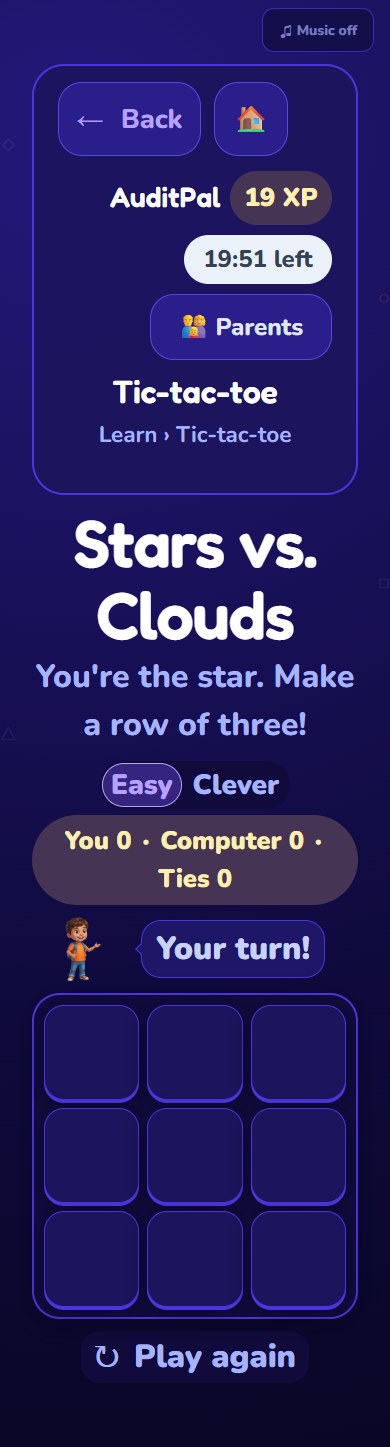 ♫ Music off
← Back
AuditPal 19 XP
19:51 left
Parents
Tic-tac-toe
Learn › Tic-tac-toe
Stars vs.
Clouds
You're the star. Make
a row of three!
Easy Clever
You 0 · Computer 0 ·
Ties 0
Your turn!
↻ Play again